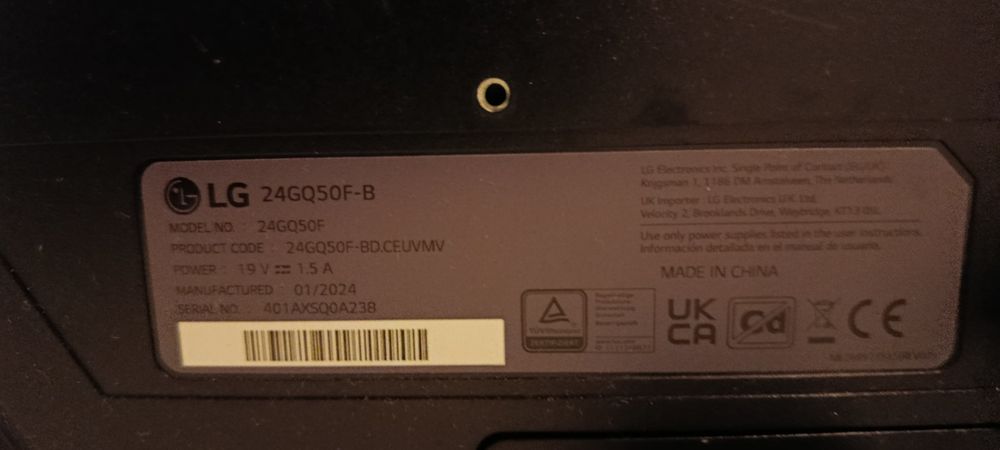 LG 24GQ50F-B
MODEL NO. : 24GQ50F
PRODUCT CODE : 24GQ50F-BD.CEUVMV
POWER : 19 V 1.5 A
MANUFACTURED : 01/2024
SERIAL NO. : 401AXSQ0A238
LG Electronics Inc. Single Point of Contact (EU/UK):
Krijgsman 1, 1186 DM Amstelveen, The Netherlands
UK Importer : LG Electronics U.K. Ltd.
Velocity 2, Brooklands Drive, Weybridge, KT13 0SL
Use only power supplies listed in the user instructions.
Información detallada en el manual de usuario.
MADE IN CHINA
UK
CA
Cd
CE